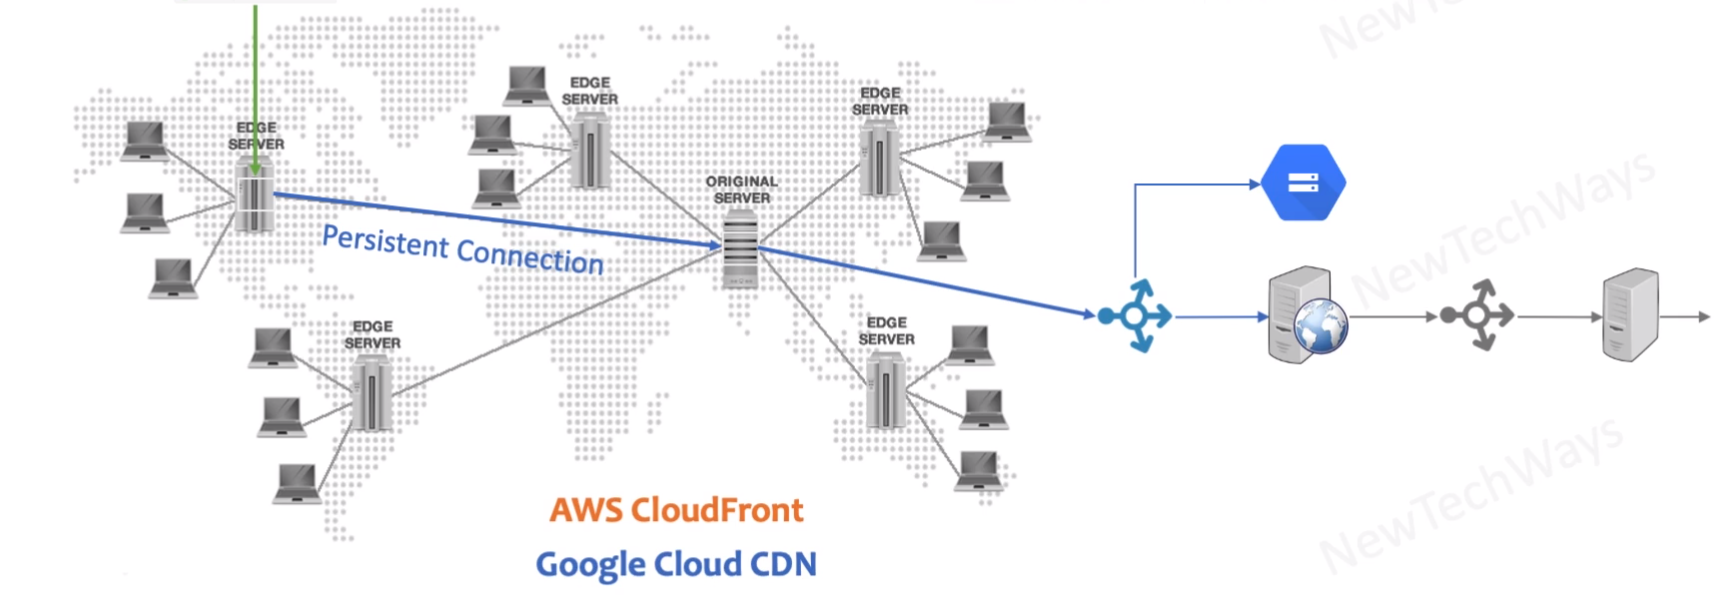 NewTechWays
EDGE
SERVER
EDGE
SERVER
EDGE
SERVER
ORIGINAL
SERVER
Persistent Connection
NewTechWays
EDGE
SERVER
EDGE
SERVER
AWS CloudFront
Google Cloud CDN
NewTechWays